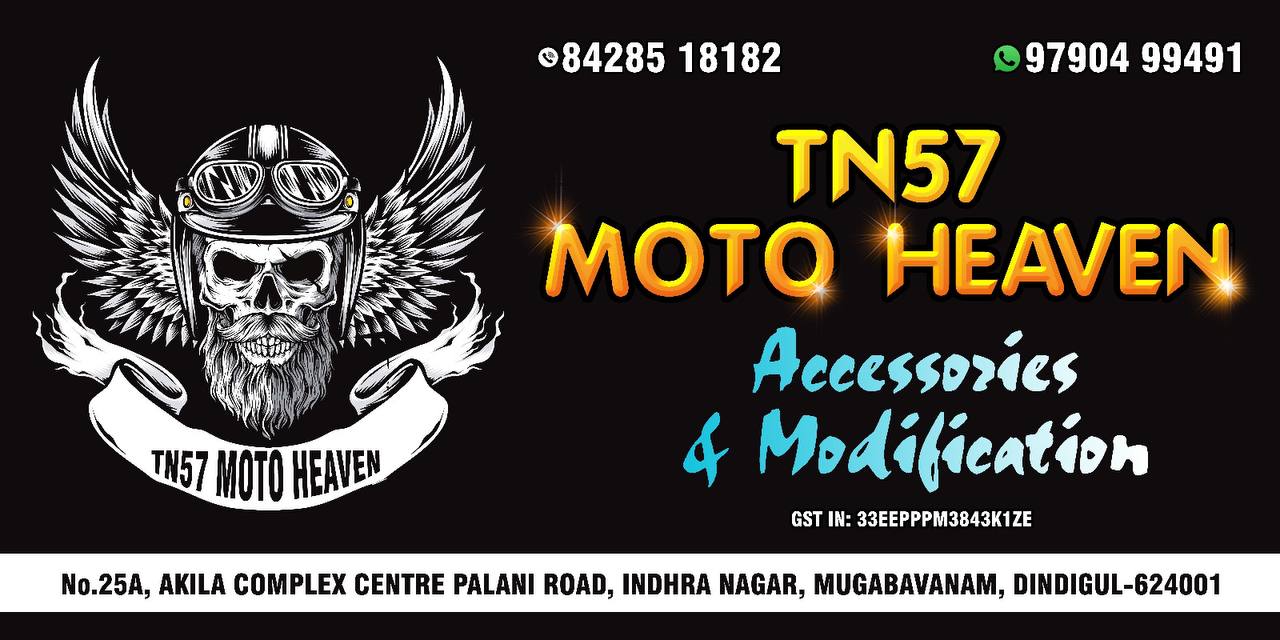 84285 18182
97904 99491
TN57
MOTO HEAVEN
Accessories
& Modification
GST IN: 33EEPPPM3843K1ZE
TN57 MOTO HEAVEN
No.25A, AKILA COMPLEX CENTRE PALANI ROAD, INDHRA NAGAR, MUGABAVANAM, DINDIGUL-624001